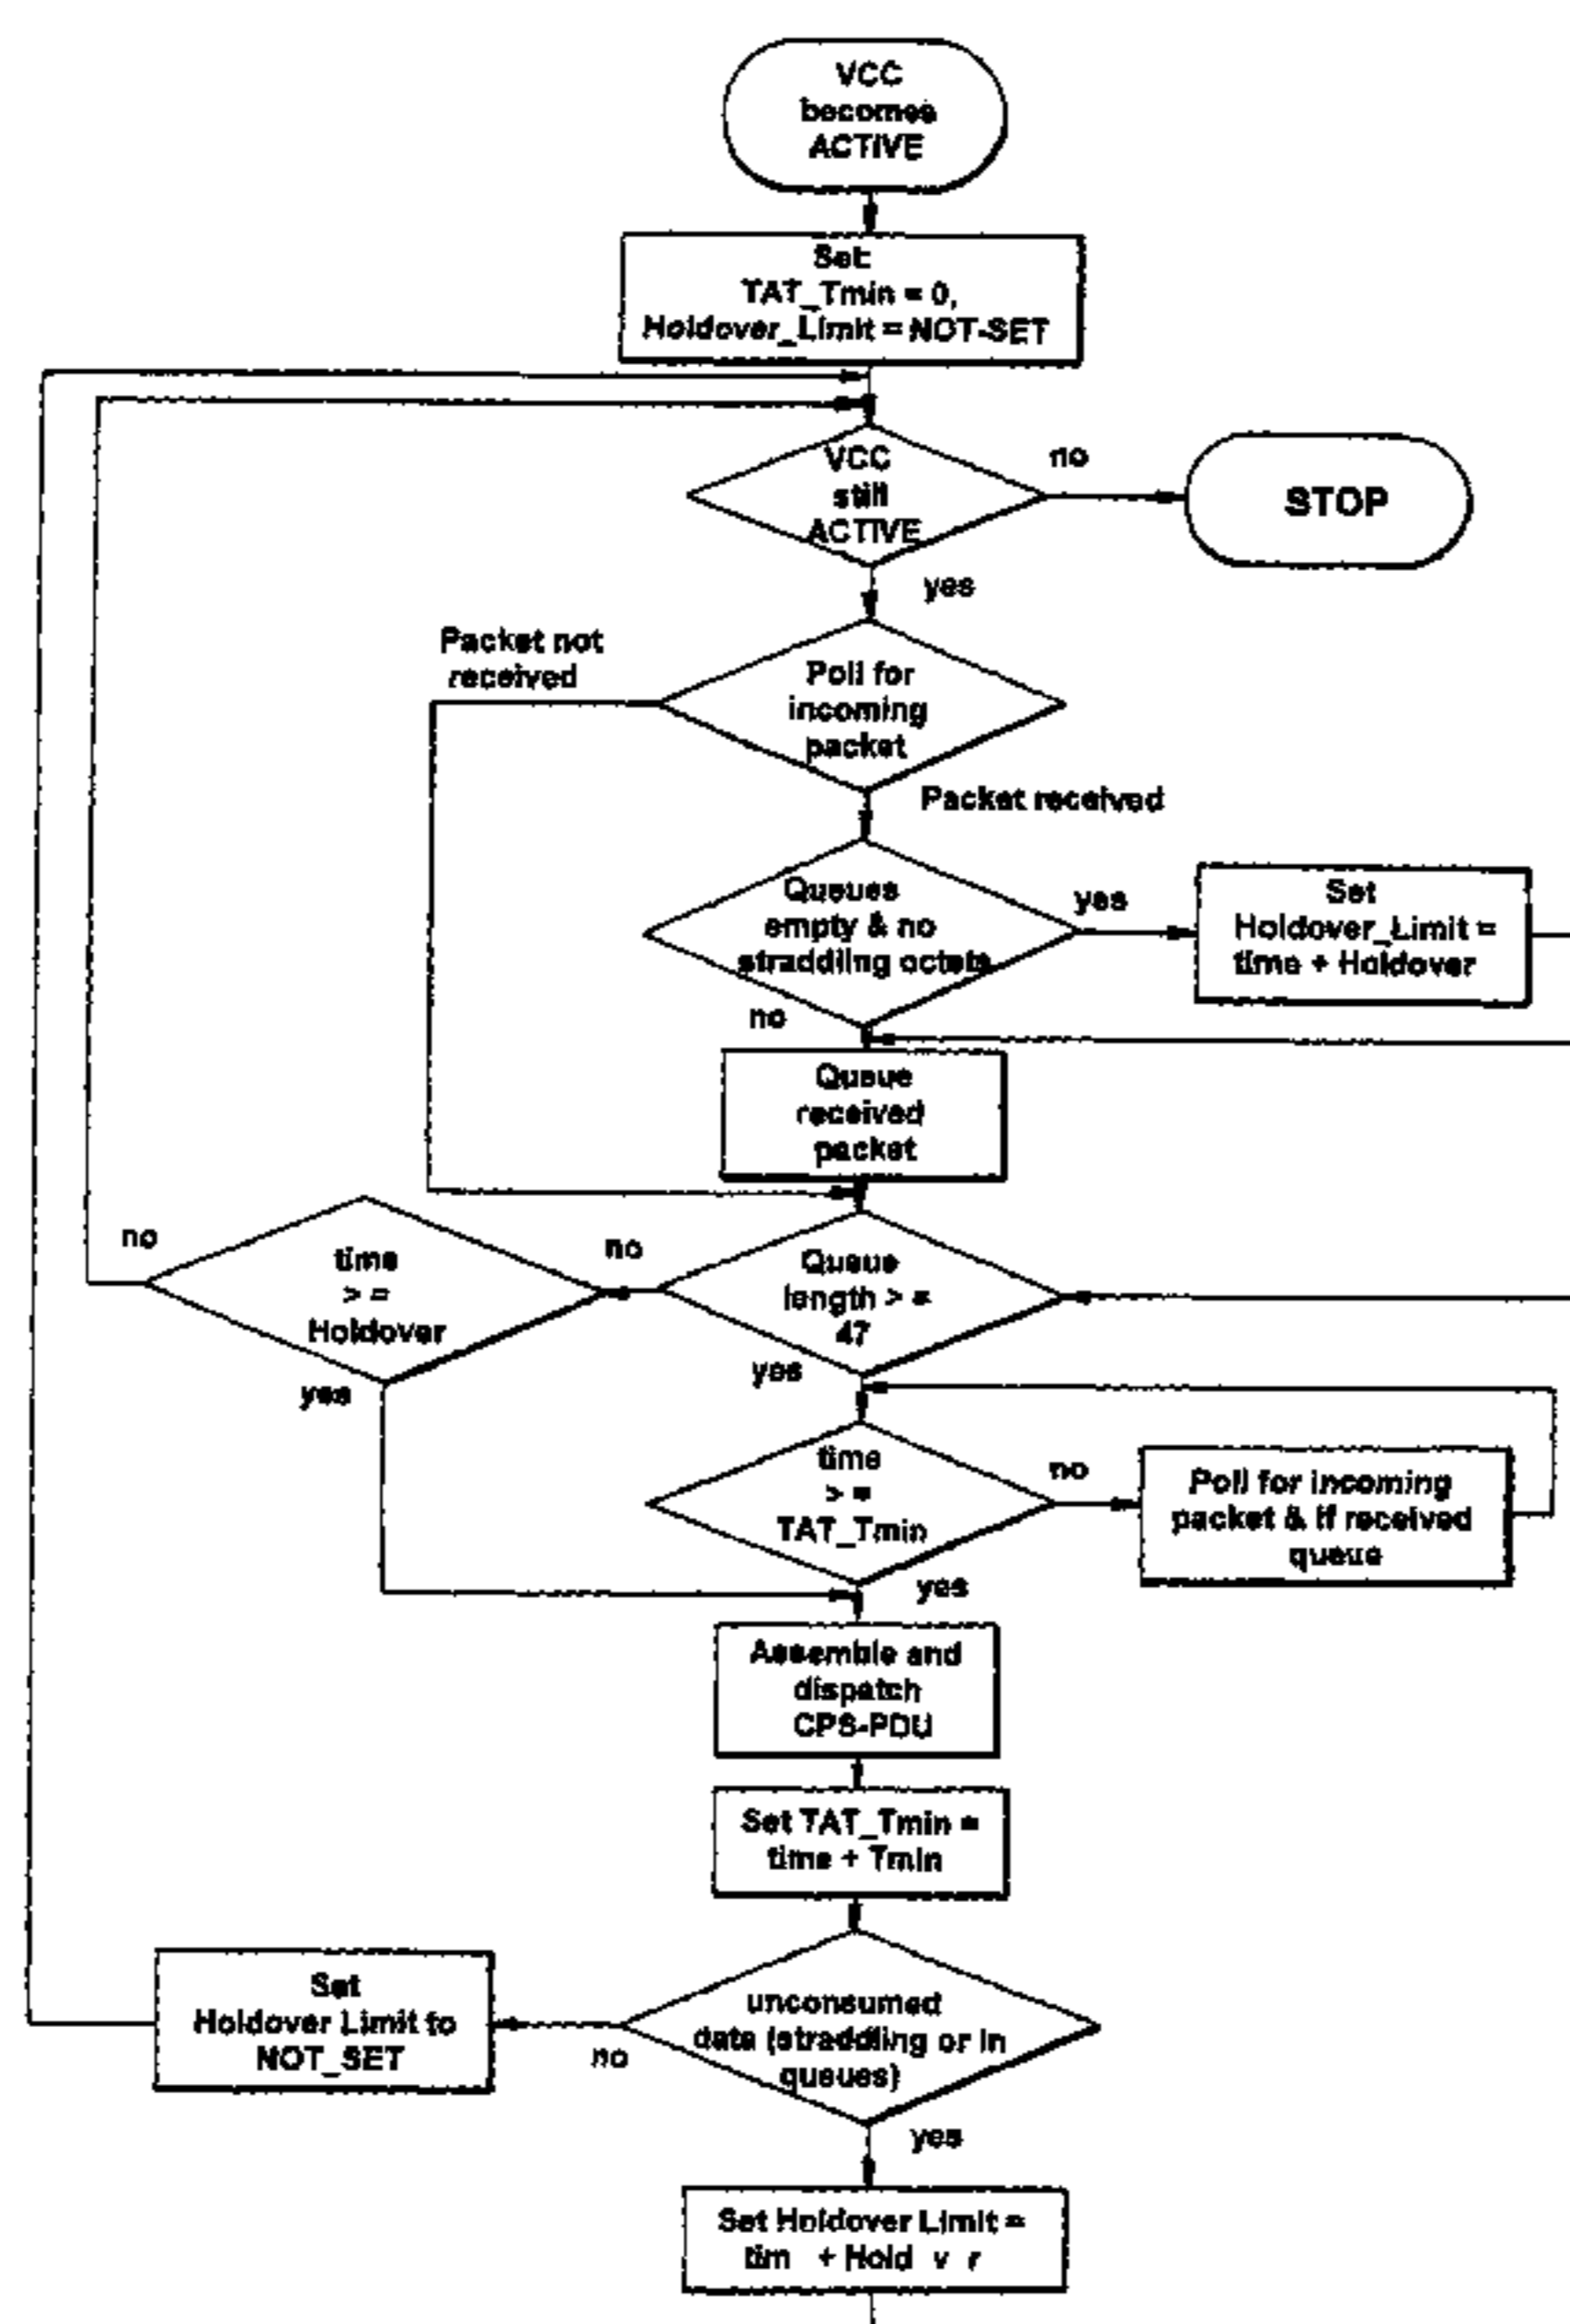 VCC
becomes
ACTIVE
Set:
TAT_Tmin = 0,
Holdover_Limit = NOT-SET
VCC
still
ACTIVE
no
STOP
yes
Packet not
received
Poll for
incoming
packet
Packet received
Queues
empty & no
straddling octets
yes
Set
Holdover_Limit =
time + Holdover
no
Queue
received
packet
no
time
> =
Holdover
no
Queue
length > =
47
yes
yes
time
> =
TAT_Tmin
no
Poll for incoming
packet & if received
queue
yes
Assemble and
dispatch
CPS-PDU
Set TAT_Tmin =
time + Tmin
Set
Holdover Limit to
NOT_SET
no
unconsumed
data (straddling or in
queues)
yes
Set Holdover Limit =
tim + Hold v r